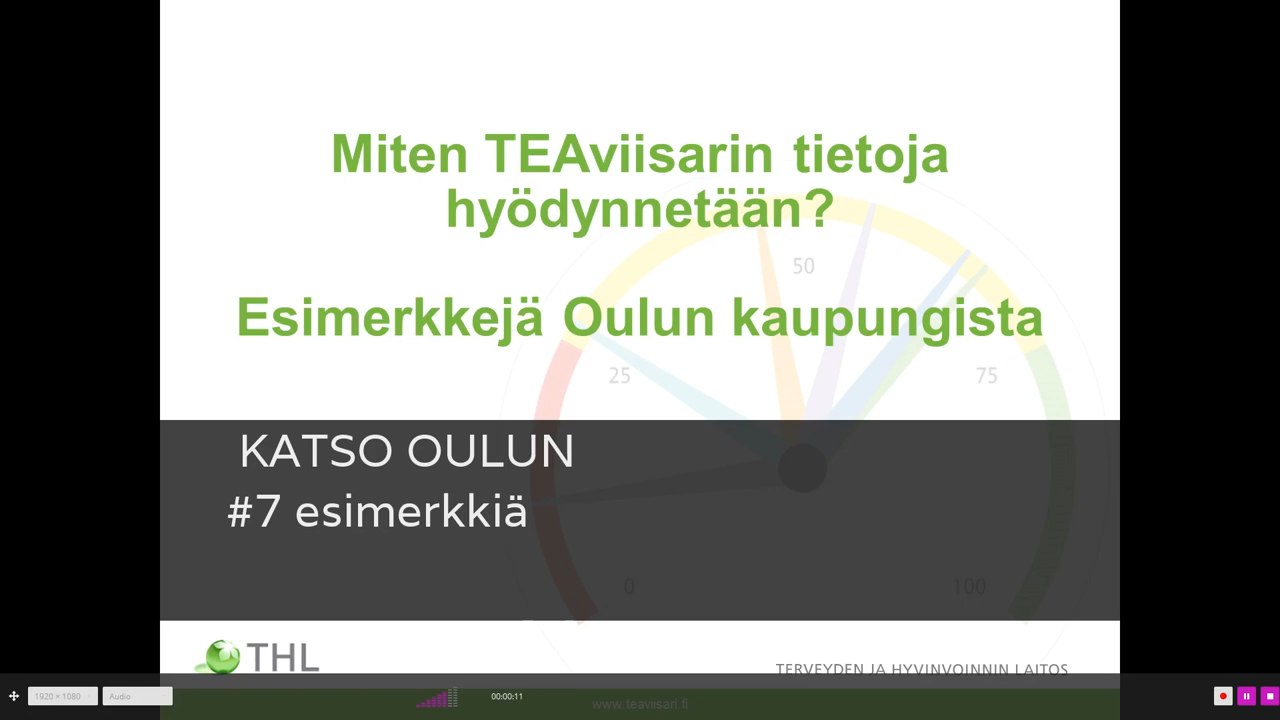 Miten TEAviisarin tietoja
hyödynnetään?
50
Esimerkkejä Oulun kaupungista
25
75
KATSO OULUN
#7 esimerkkiä
0
100
THL
TERVEYDEN JA HYVINVOINNIN LAITOS
1920 × 1080
Audio
00:00:11
www.teaviisari.fi